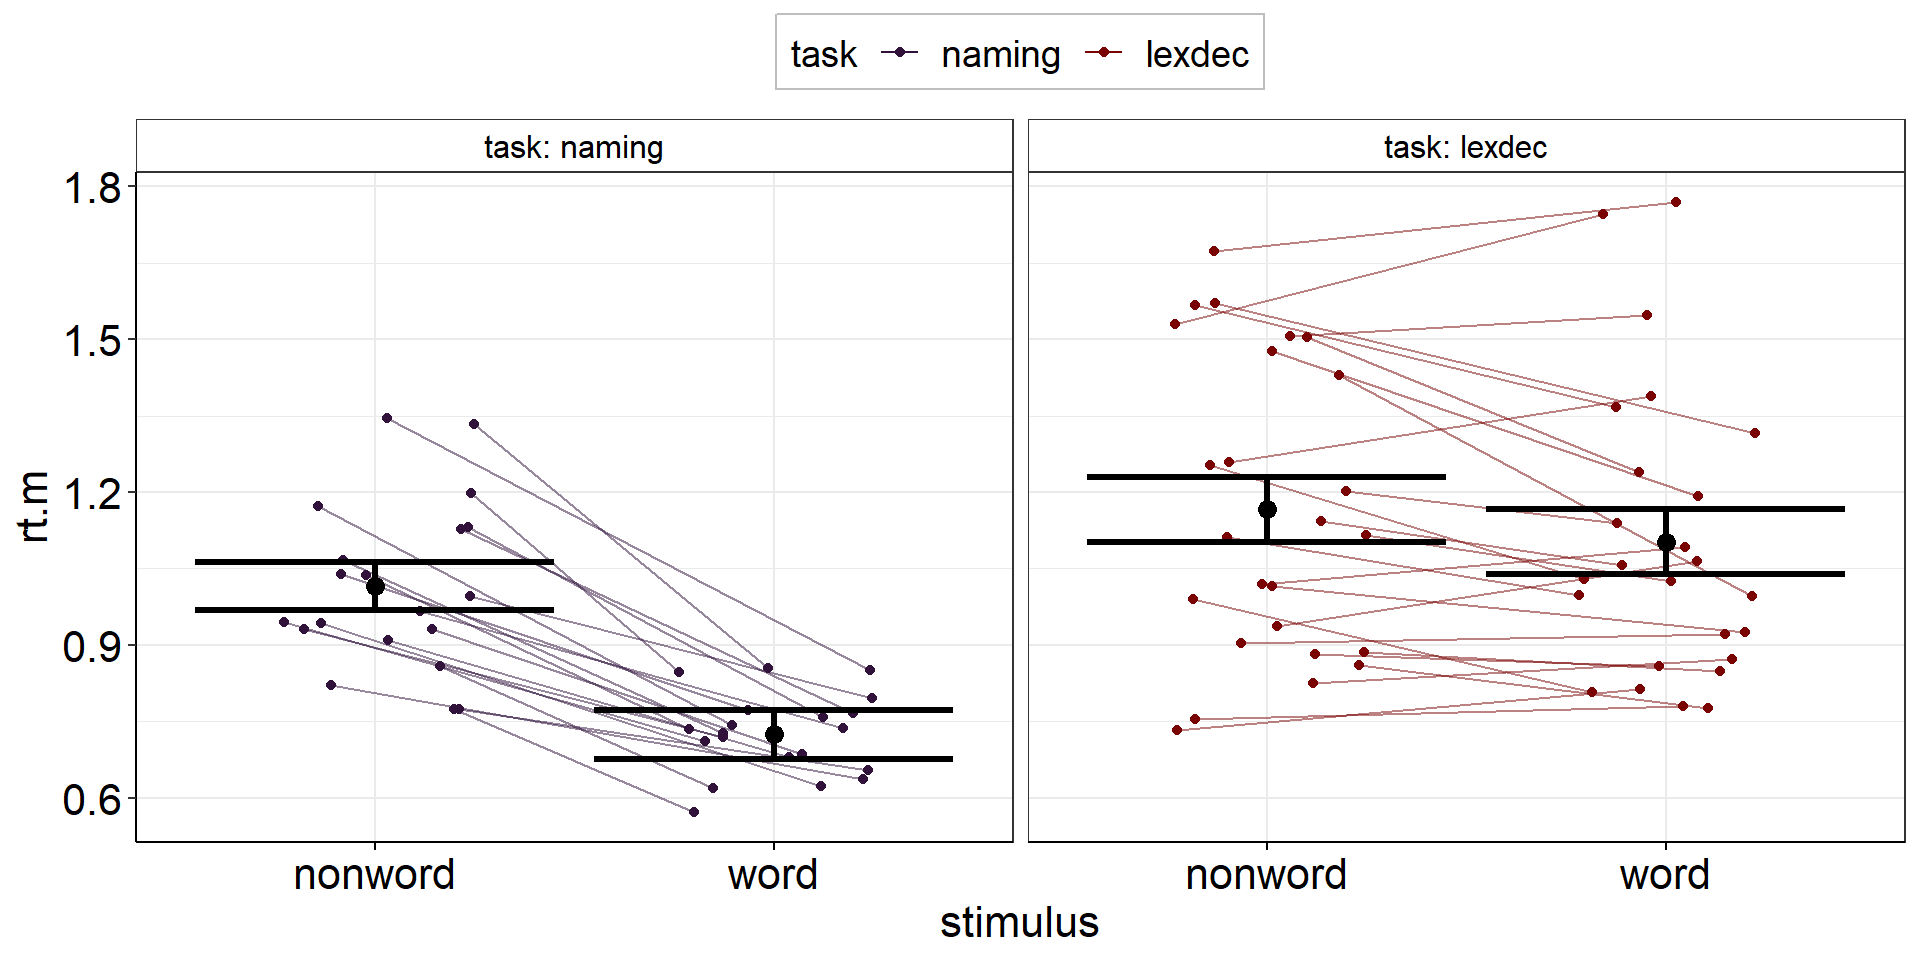 task naming lexdec
task: naming task: lexdec
1.8
1.5
1.2
0.9
0.6
rt.m
nonword word nonword word
stimulus